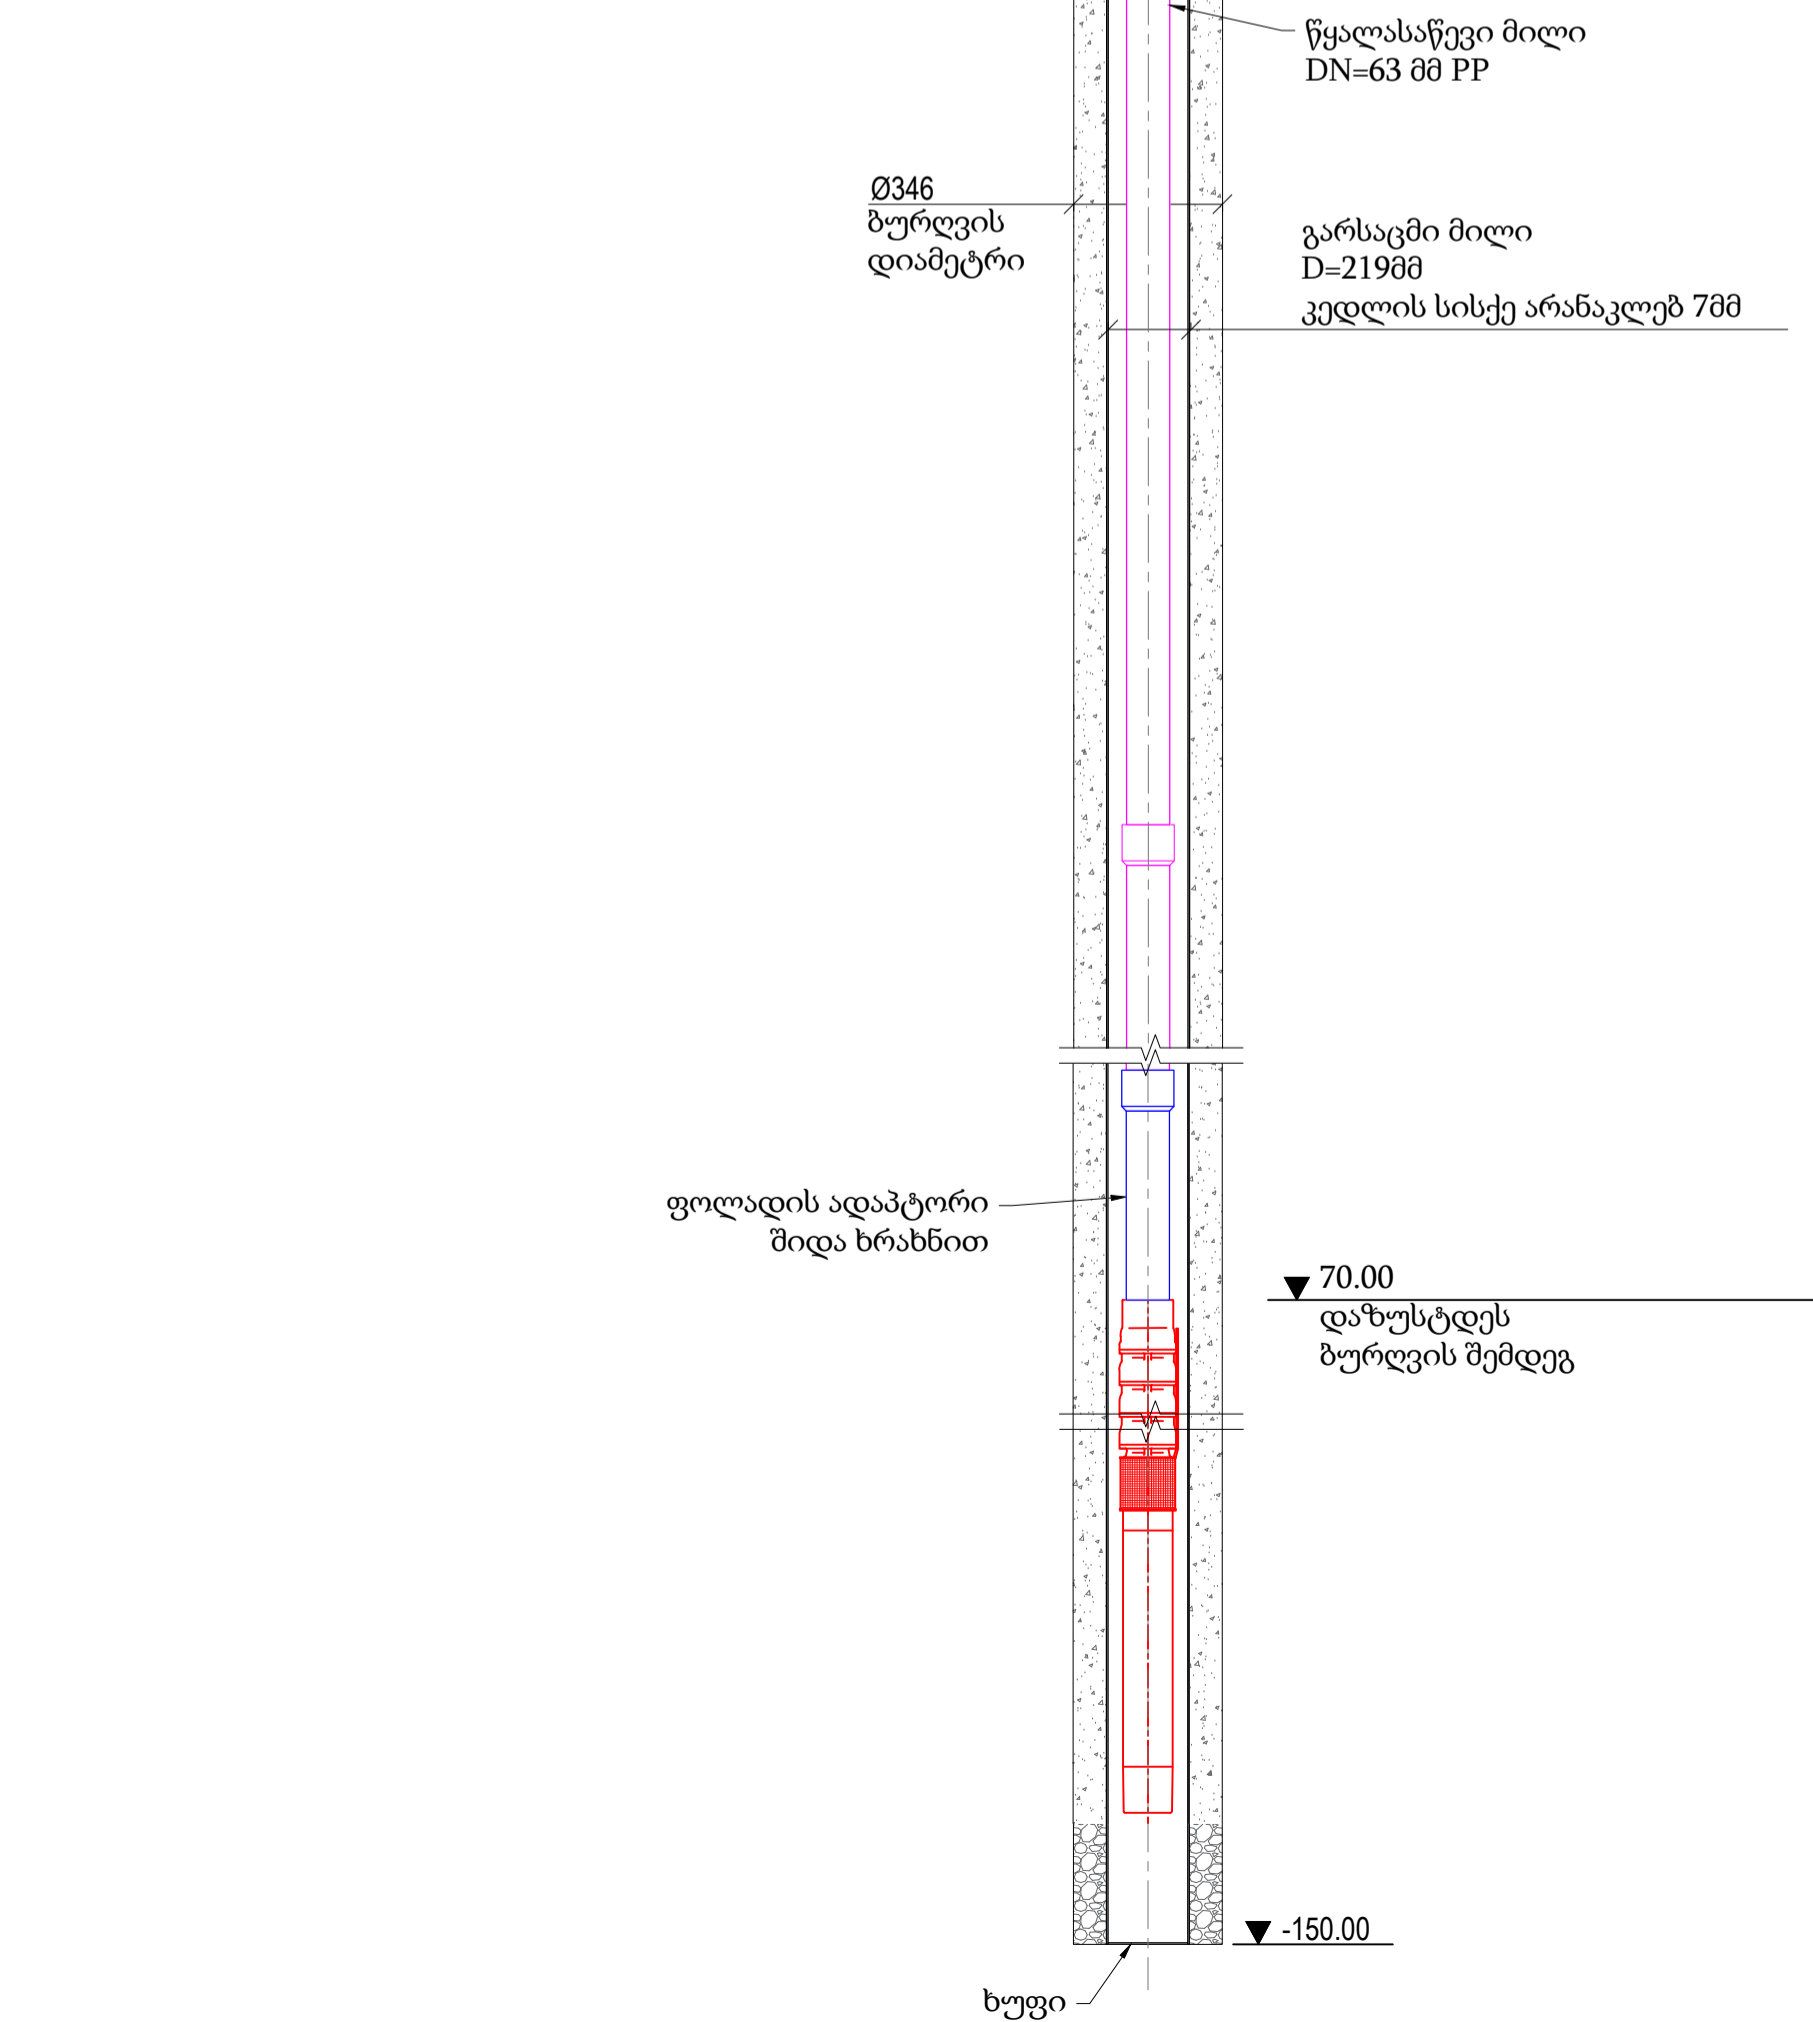 წყალასაწევი მილი
DN=63 მმ PP
Ø346
ბურღვის
დიამეტრი
გარსაცმი მილი
D=219მმ
კედლის სისქე არანაკლებ 7მმ
ფოლადის ადაპტორი
შიდა ხრახნით
70.00
დაზუსტდეს
ბურღვის შემდეგ
-150.00
ხუფი